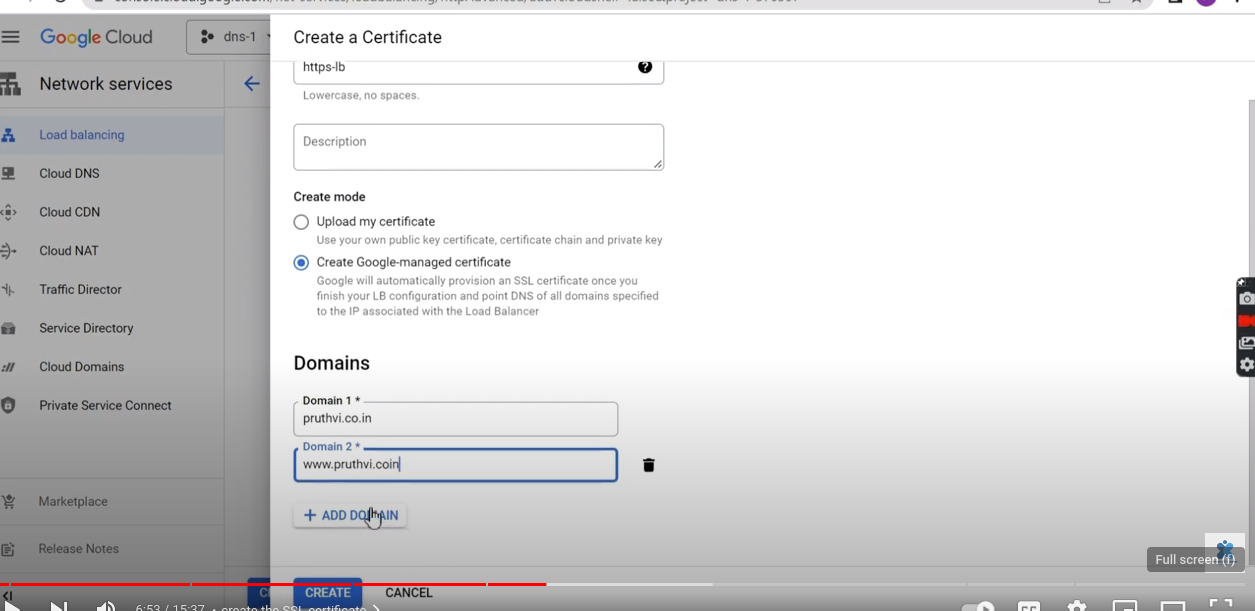 Google Cloud
dns-1
Create a Certificate
Network services
https-lb
Lowercase, no spaces.
Load balancing
Description
Cloud DNS
Create mode
Cloud CDN
Upload my certificate
Use your own public key certificate, certificate chain and private key
Cloud NAT
Create Google-managed certificate
Google will automatically provision an SSL certificate once you
Traffic Director
finish your LB configuration and point DNS of all domains specified
to the IP associated with the Load Balancer
Service Directory
Domains
Cloud Domains
Domain 1 *
Private Service Connect
pruthvi.co.in
Domain 2 *
www.pruthvi.coin
Marketplace
+ ADD DOMAIN
Release Notes
Full screen (f)
CREATE
CANCEL
6:53 / 15:37 • create the SSL certificate